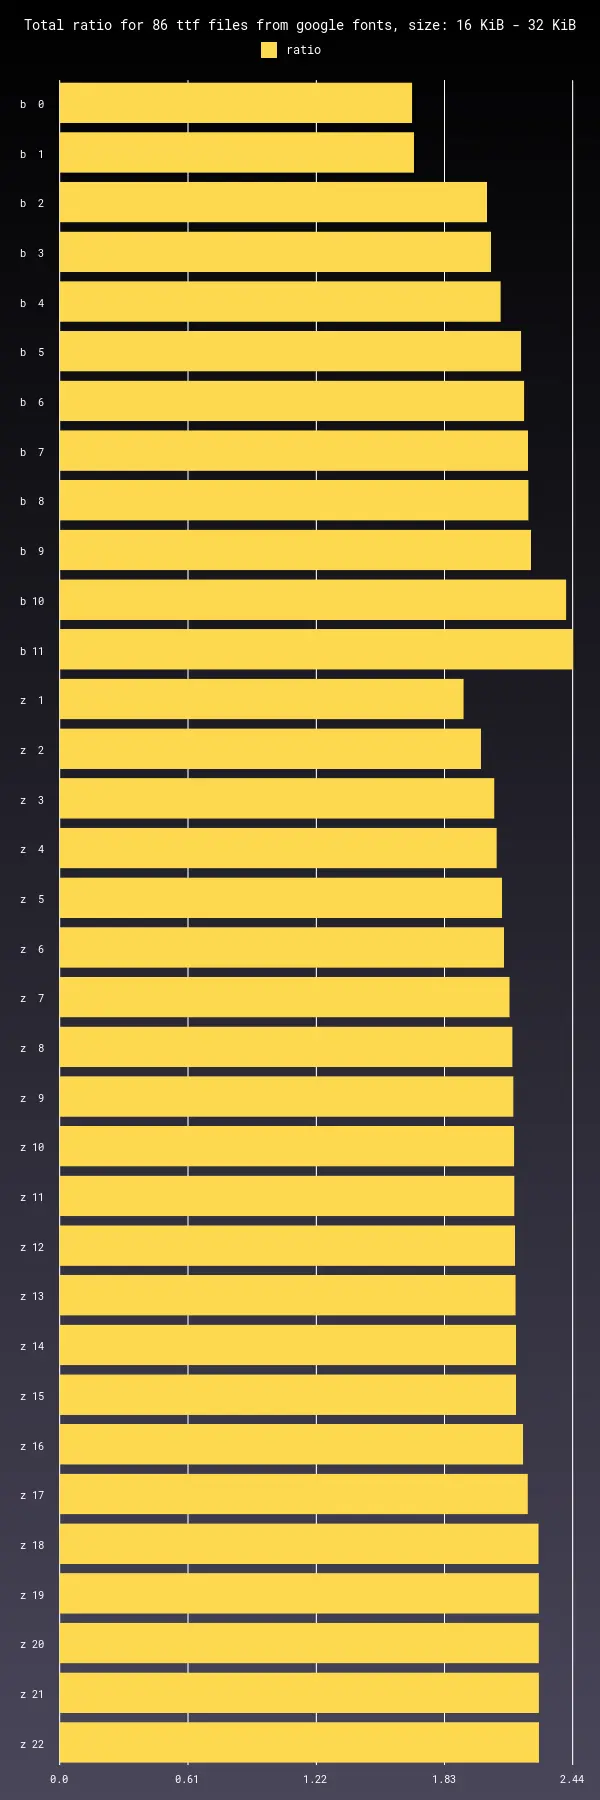 Total ratio for 86 ttf files from google fonts, size: 16 KiB - 32 KiB
ratio
b 0
b 1
b 2
b 3
b 4
b 5
b 6
b 7
b 8
b 9
b 10
b 11
z 1
z 2
z 3
z 4
z 5
z 6
z 7
z 8
z 9
z 10
z 11
z 12
z 13
z 14
z 15
z 16
z 17
z 18
z 19
z 20
z 21
z 22
0.0 0.61 1.22 1.83 2.44